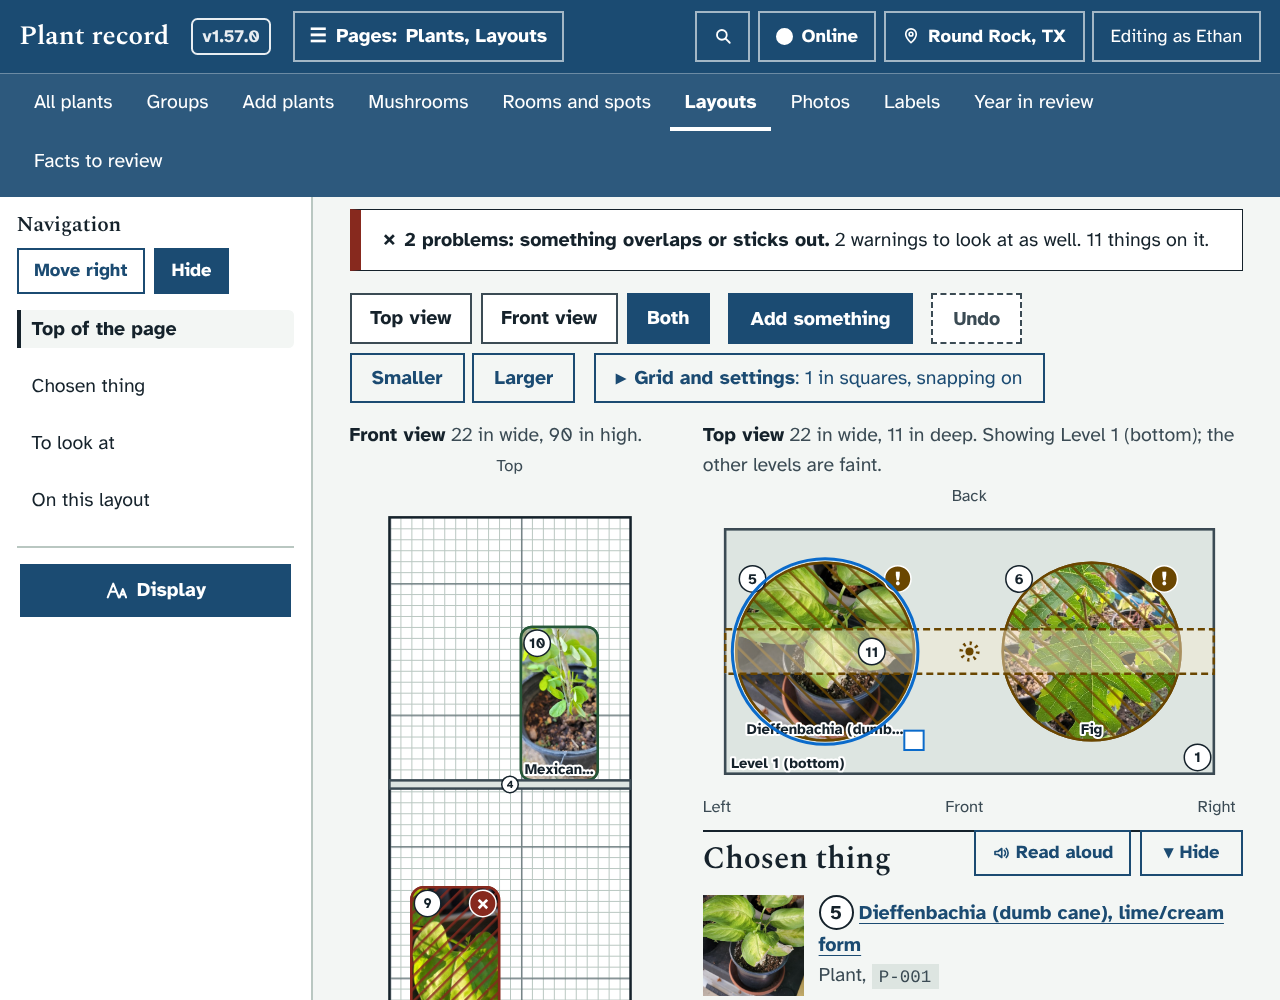 Plant record
v1.57.0
☰ Pages: Plants, Layouts
Online
Round Rock, TX
Editing as Ethan
All plants
Groups
Add plants
Mushrooms
Rooms and spots
Layouts
Photos
Labels
Year in review
Facts to review
Navigation
Move right
Hide
Top of the page
Chosen thing
To look at
On this layout
Display
× 2 problems: something overlaps or sticks out. 2 warnings to look at as well. 11 things on it.
Top view
Front view
Both
Add something
Undo
Smaller
Larger
▶ Grid and settings: 1 in squares, snapping on
Front view 22 in wide, 90 in high.
Top
10
Mexican...
4
9
×
Top view 22 in wide, 11 in deep. Showing Level 1 (bottom); the
other levels are faint.
Back
5
!
6
!
11
Dieffenbachia (dumb...
Fig
Level 1 (bottom)
1
Left
Front
Right
Chosen thing
Read aloud
▼ Hide
5 Dieffenbachia (dumb cane), lime/cream
form
Plant, P-001